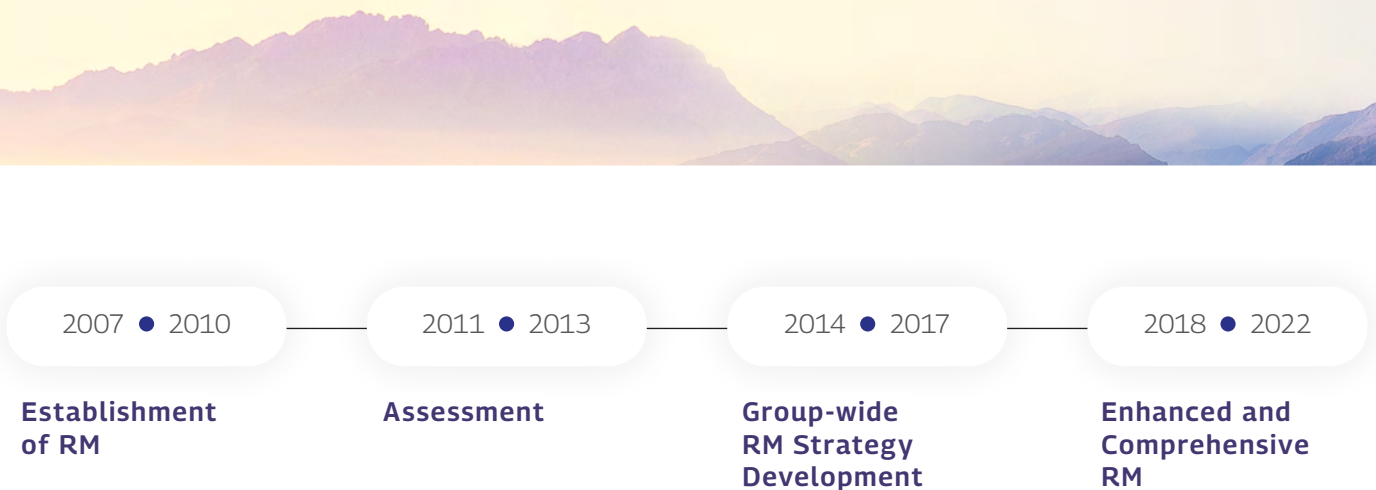 2007 ● 2010
2011 ● 2013
2014 ● 2017
2018 ● 2022
Establishment
of RM
Assessment
Group-wide
RM Strategy
Development
Enhanced and
Comprehensive
RM